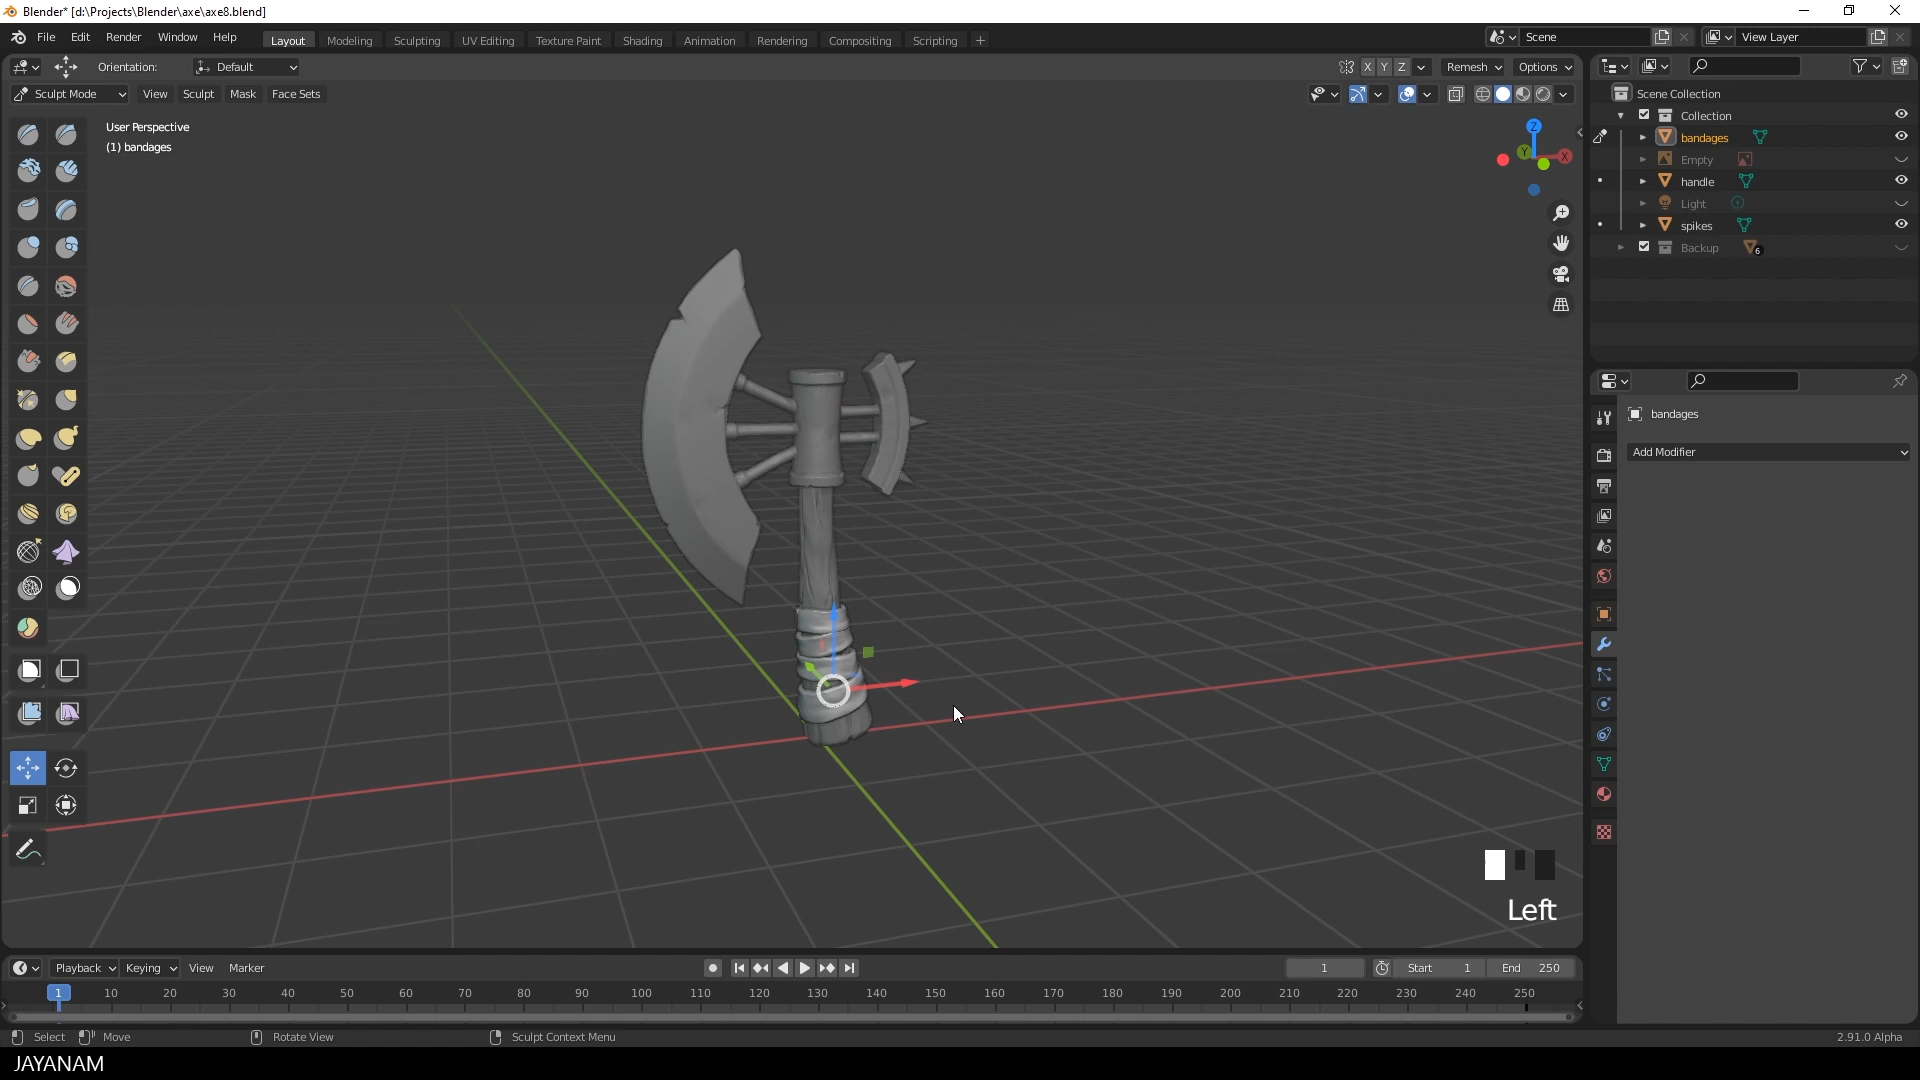 Blender* [d:\Projects\Blender\axe\axe8.blend]
File Edit Render Window Help
Layout Modeling Sculpting UV Editing Texture Paint Shading Animation Rendering Compositing Scripting
Scene
View Layer
Orientation: Default
X Y Z
Remesh
Options
Sculpt Mode
View Sculpt Mask Face Sets
User Perspective
(1) bandages
Z
Y
X
Scene Collection
Collection
bandages
Empty
handle
Light
spikes
Backup 6
bandages
Add Modifier
Left
Playback Keying View Marker
1 Start 1 End 250
1 10 20 30 40 50 60 70 80 90 100 110 120 130 140 150 160 170 180 190 200 210 220 230 240 250
Select Move Rotate View Sculpt Context Menu 2.91.0 Alpha
JAYANAM